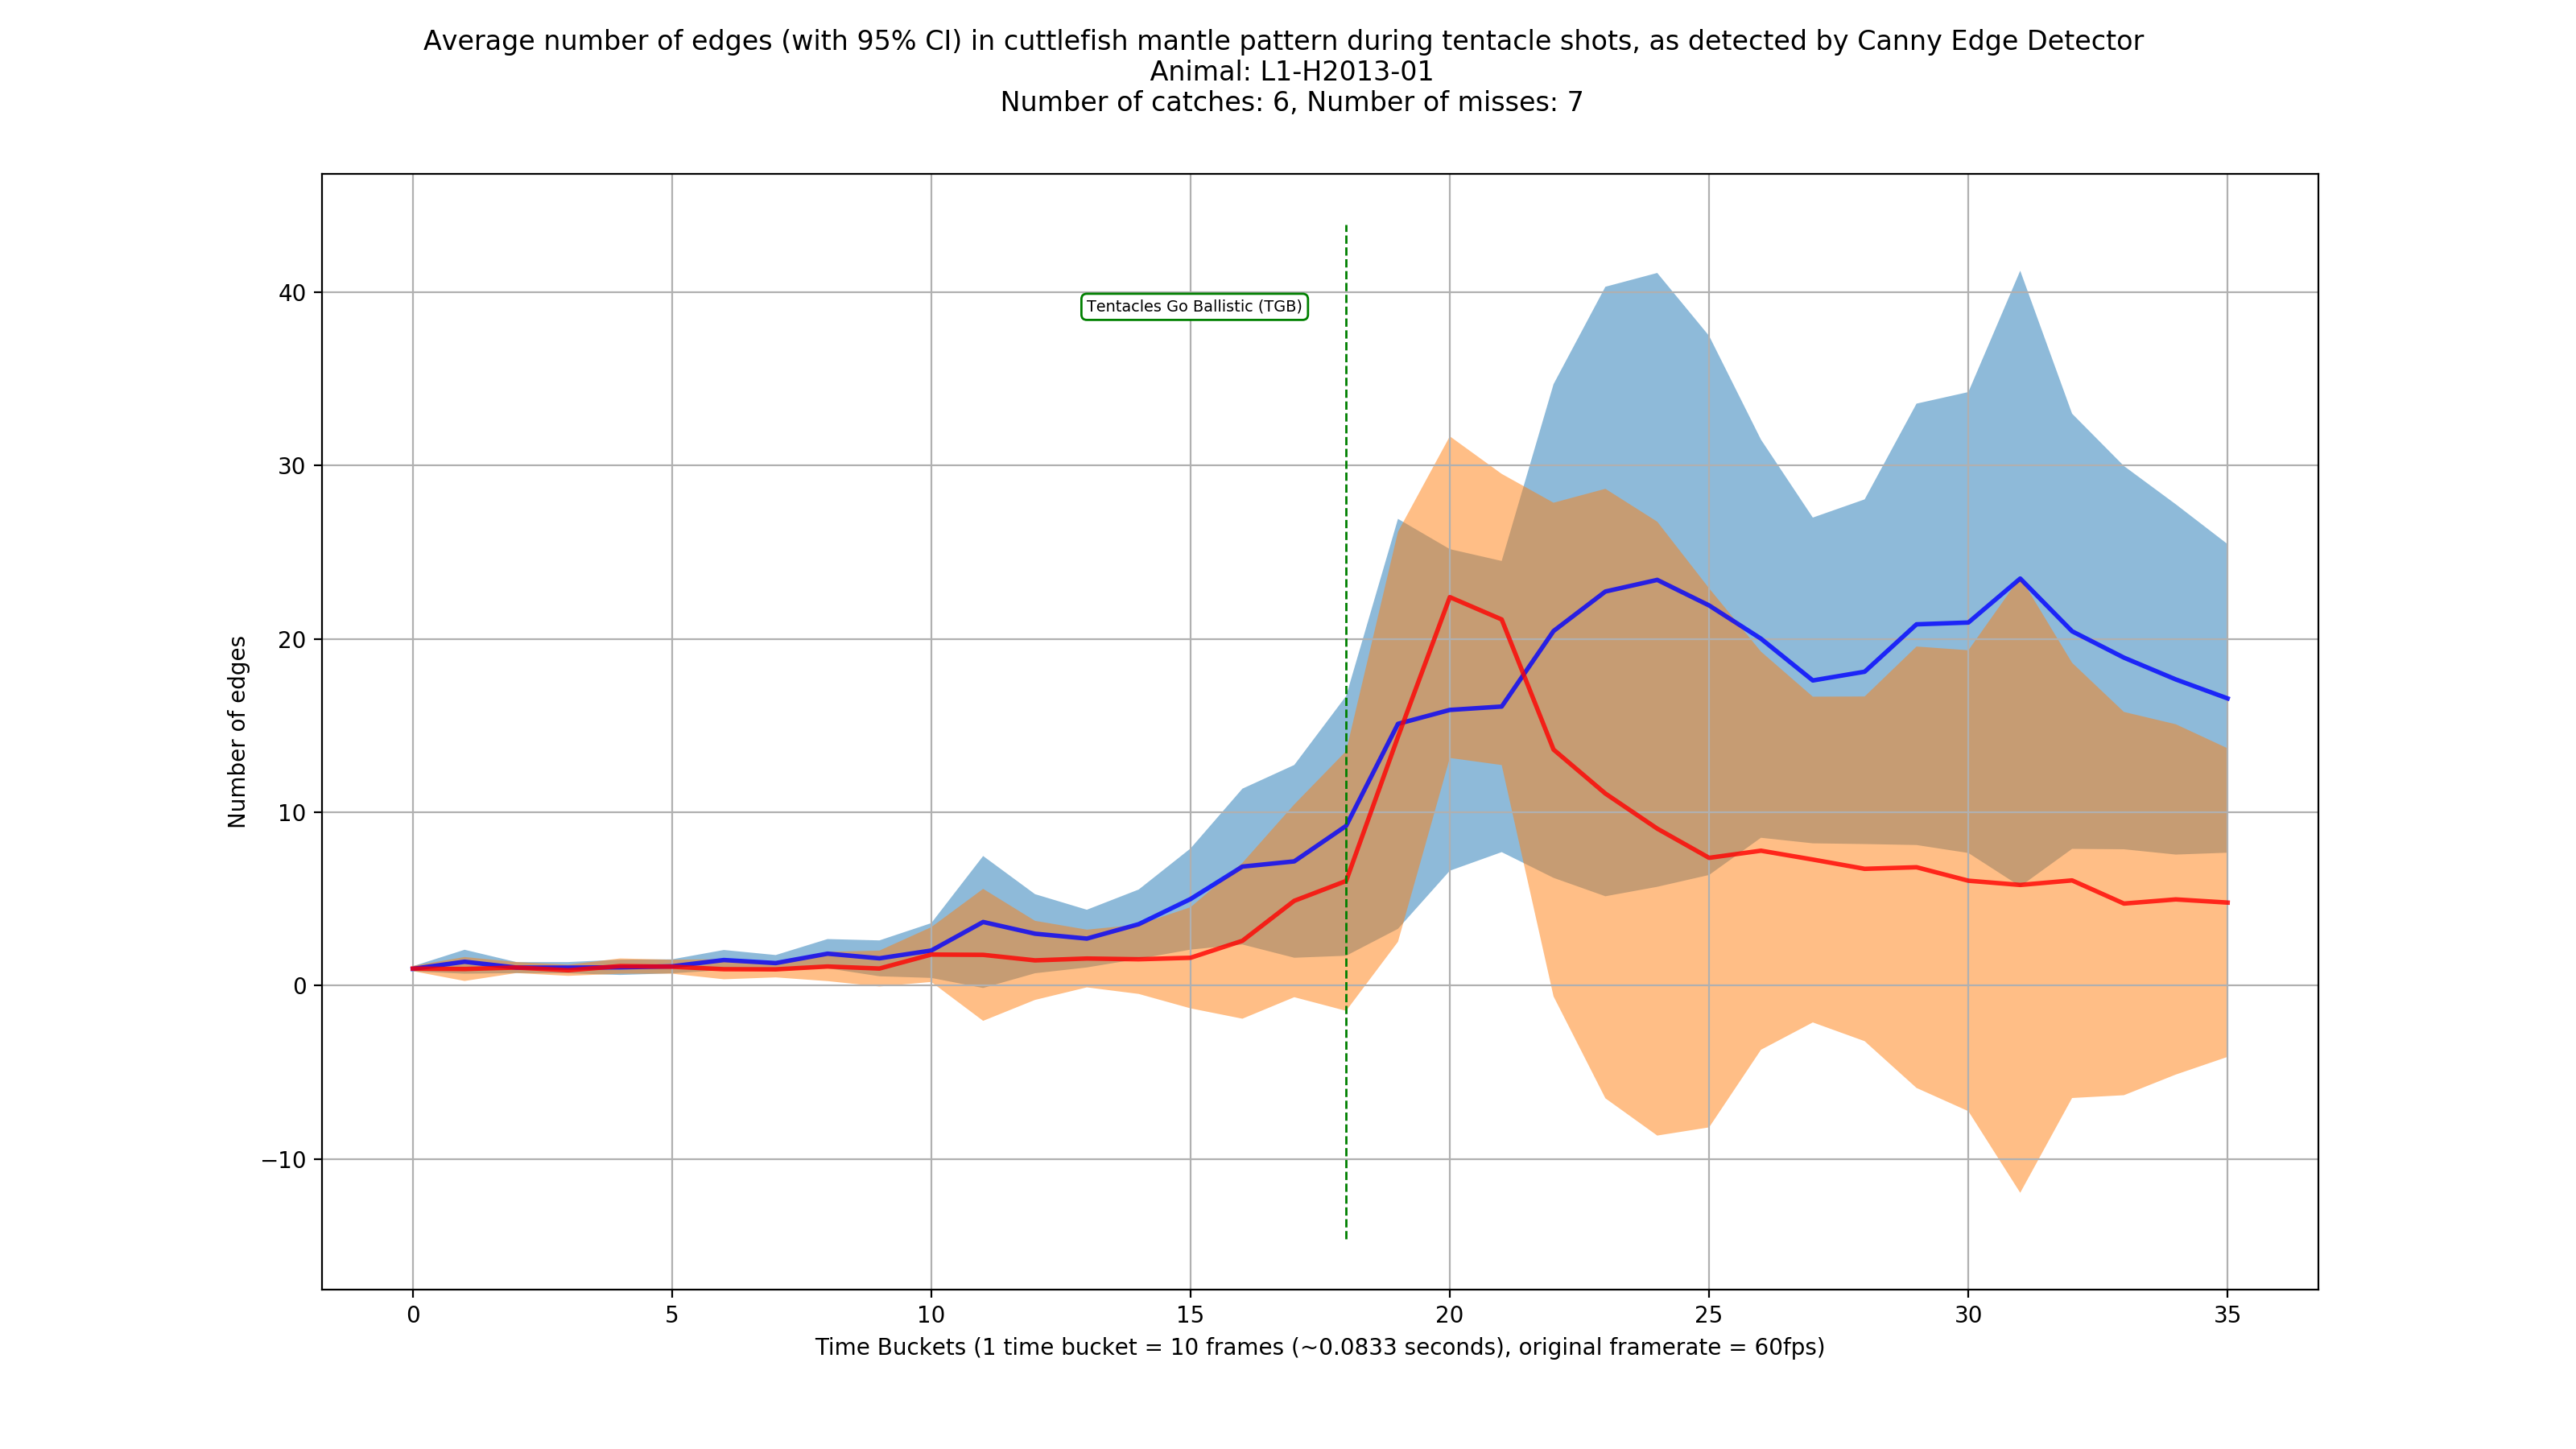 Average number of edges (with 95% CI) in cuttlefish mantle pattern during tentacle shots, as detected by Canny Edge Detector
Animal: L1-H2013-01
Number of catches: 6, Number of misses: 7
40
Tentacles Go Ballistic (TGB)
30
20
Number of edges
10
0
−10
0 5 10 15 20 25 30 35
Time Buckets (1 time bucket = 10 frames (~0.0833 seconds), original framerate = 60fps)